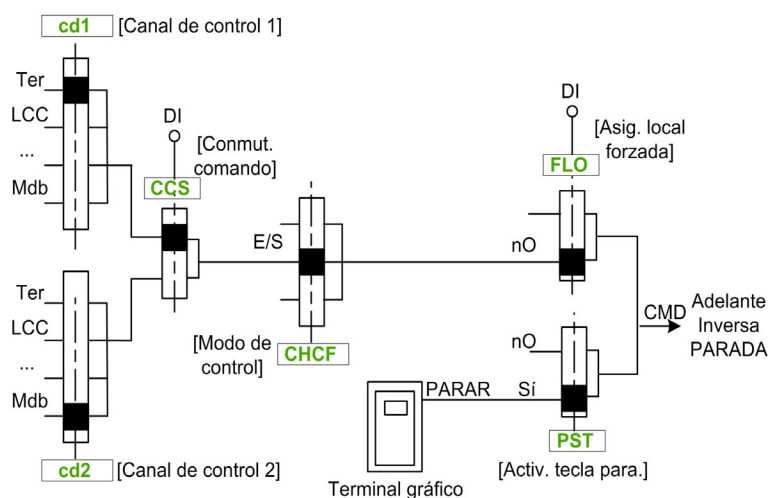 cd1 [Canal de control 1]
Ter
LCC
...
Mdb
DI
[Conmut.
comando]
CCS
Ter
LCC
...
Mdb
cd2 [Canal de control 2]
E/S
[Modo de
control]
CHCF
DI
[Asig. local
forzada]
FLO
nO
nO
PARAR Sí
PST
[Activ. tecla para.]
Terminal gráfico
CMD
Adelante
Inversa
PARADA